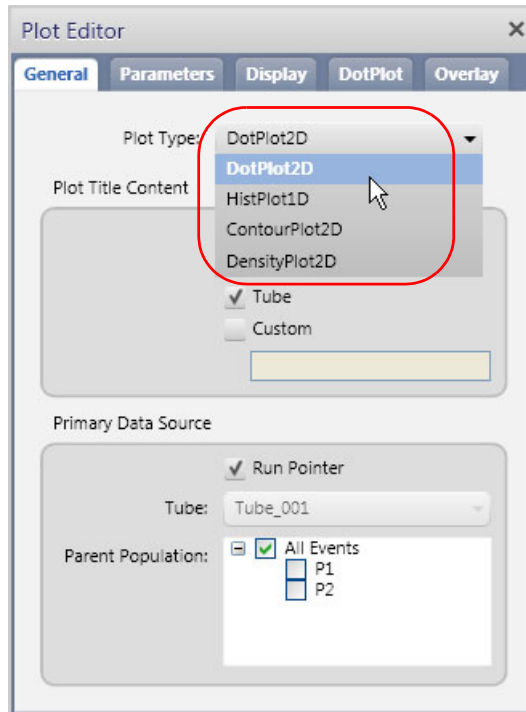 Plot Editor
General Parameters Display DotPlot Overlay
Plot Type: DotPlot2D
DotPlot2D
Plot Title Content
HistPlot1D
ContourPlot2D
DensityPlot2D
Tube
Custom
Primary Data Source
Run Pointer
Tube: Tube_001
Parent Population: All Events
P1
P2